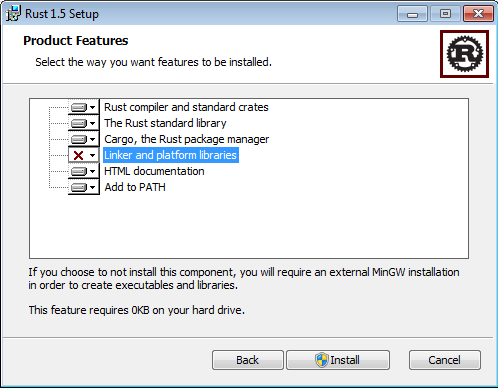 Rust 1.5 Setup
Product Features
Select the way you want features to be installed.
R
Rust compiler and standard crates
The Rust standard library
Cargo, the Rust package manager
Linker and platform libraries
HTML documentation
Add to PATH
If you choose to not install this component, you will require an external MinGW installation
in order to create executables and libraries.
This feature requires 0KB on your hard drive.
Back
Install
Cancel